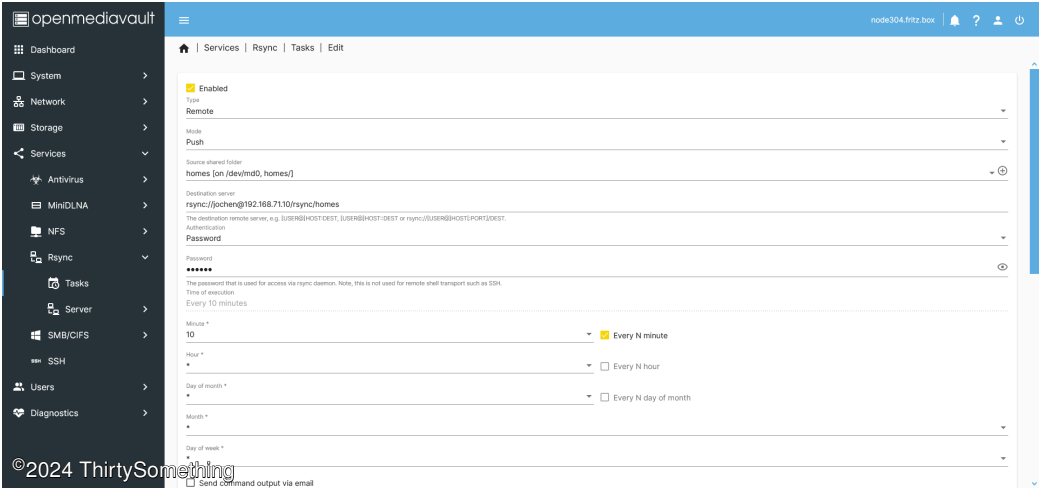 openmediavault
node304.fritz.box
Dashboard
System
Network
Storage
Services
Antivirus
MiniDLNA
NFS
Rsync
Tasks
Server
SMB/CIFS
SSH SSH
Users
Diagnostics
| Services | Rsync | Tasks | Edit
Enabled
Type
Remote
Mode
Push
Source shared folder
homes [on /dev/md0, homes/]
Destination server
rsync://jochen@192.168.71.10/rsync/homes
The destination remote server, e.g. [USER@]HOST:DEST, [USER@]HOST::DEST or rsync://[USER@]HOST[:PORT]/DEST.
Authentication
Password
Password
••••••
The password that is used for access via rsync daemon. Note, this is not used for remote shell transport such as SSH.
Time of execution
Every 10 minutes
Minute *
10
Every N minute
Hour *
*
Every N hour
Day of month *
*
Every N day of month
Month *
*
Day of week *
*
Send command output via email
©2024 ThirtySomething